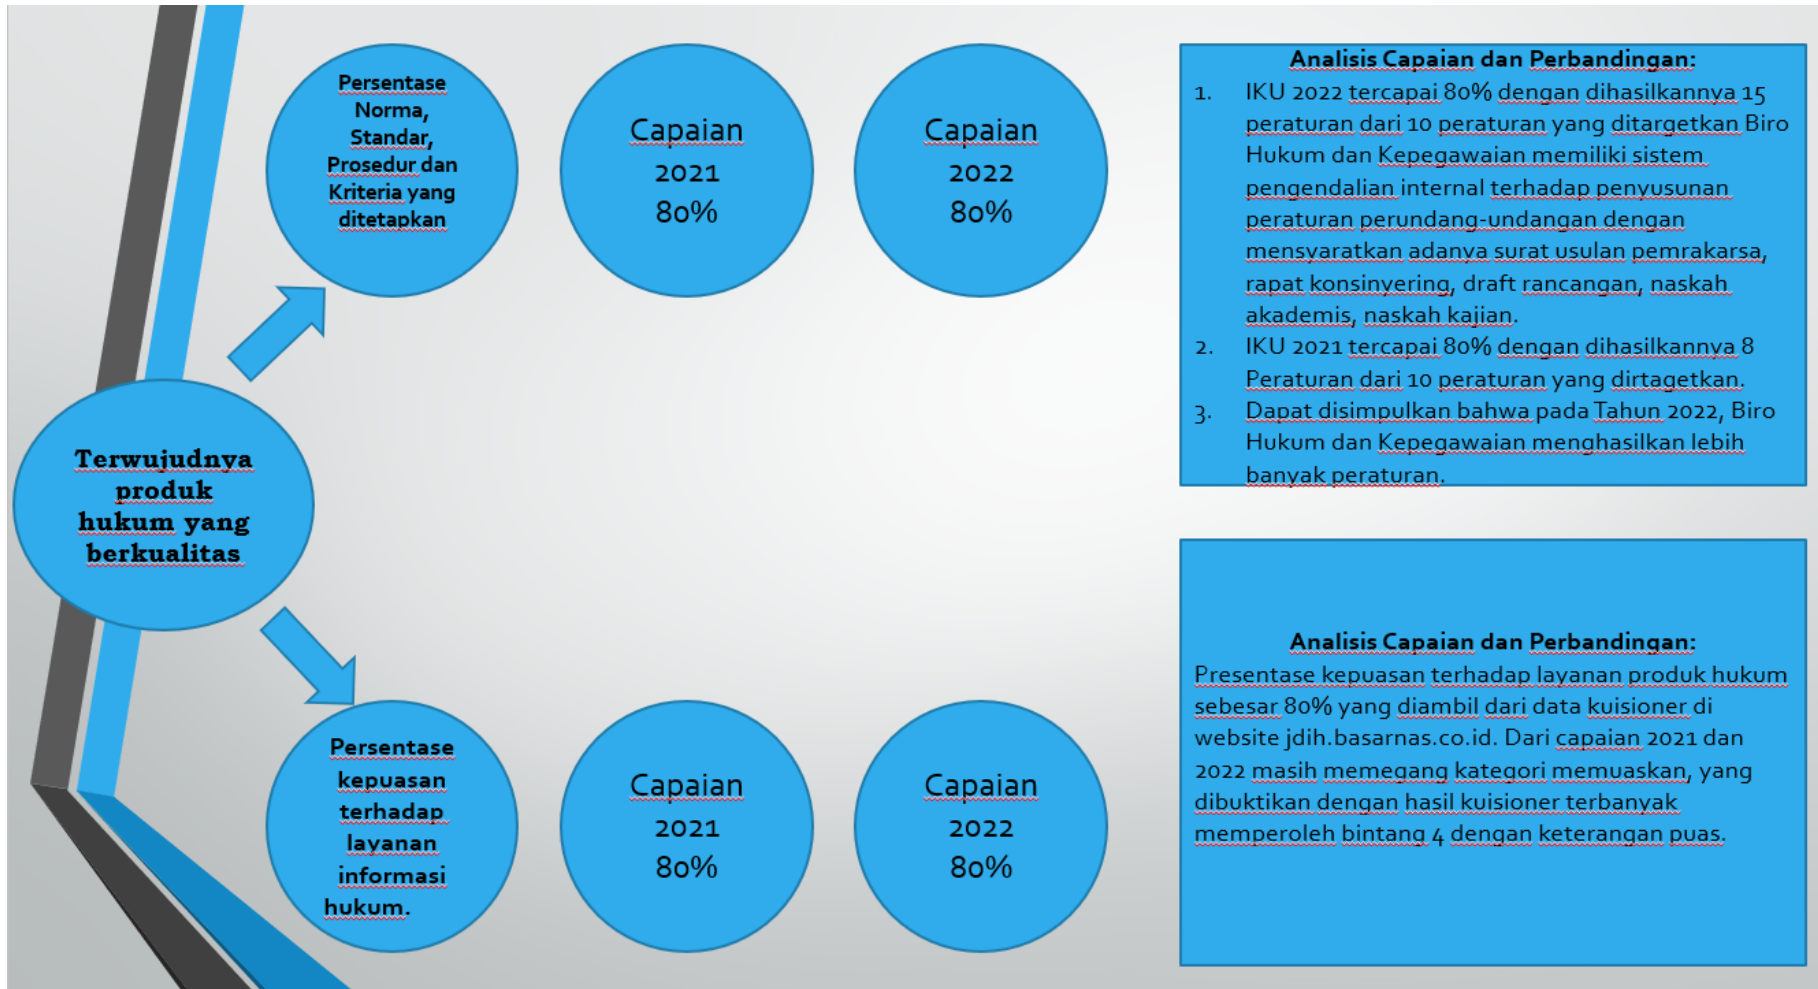 Terwujudnya
produk
hukum yang
berkualitas
Persentase
Norma,
Standar,
Prosedur dan
Kriteria yang
ditetapkan
Capaian
2021
80%
Capaian
2022
80%
Analisis Capaian dan Perbandingan:
1. IKU 2022 tercapai 80% dengan dihasilkannya 15
peraturan dari 10 peraturan yang ditargetkan Biro
Hukum dan Kepegawaian memiliki sistem
pengendalian internal terhadap penyusunan
peraturan perundang-undangan dengan
mensyaratkan adanya surat usulan pemrakarsa,
rapat konsinyering, draft rancangan, naskah
akademis, naskah kajian.
2. IKU 2021 tercapai 80% dengan dihasilkannya 8
Peraturan dari 10 peraturan yang dirtagetkan.
3. Dapat disimpulkan bahwa pada Tahun 2022, Biro
Hukum dan Kepegawaian menghasilkan lebih
banyak peraturan.
Persentase
kepuasan
terhadap
layanan
informasi
hukum.
Capaian
2021
80%
Capaian
2022
80%
Analisis Capaian dan Perbandingan:
Presentase kepuasan terhadap layanan produk hukum
sebesar 80% yang diambil dari data kuisioner di
website jdih.basarnas.co.id. Dari capaian 2021 dan
2022 masih memegang kategori memuaskan, yang
dibuktikan dengan hasil kuisioner terbanyak
memperoleh bintang 4 dengan keterangan puas.